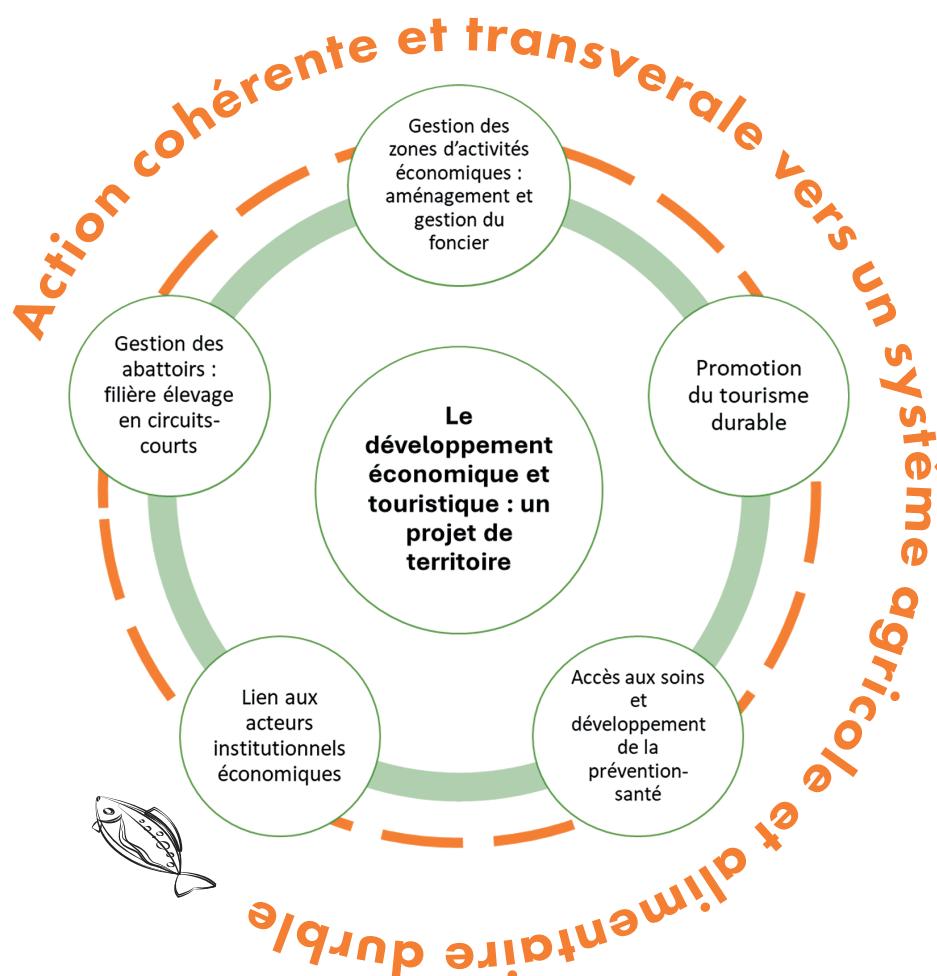 Action cohérente et transverale vers un système agricole et alimentaire durble
Gestion des
zones d'activités
économiques :
aménagement et
gestion du
foncier
Promotion
du tourisme
durable
Accès aux soins
et
développement
de la
prévention-
santé
Lien aux
acteurs
institutionnels
économiques
Gestion des
abattoirs :
filière élevage
en circuits-
courts
Le
développement
économique et
touristique : un
projet de
territoire